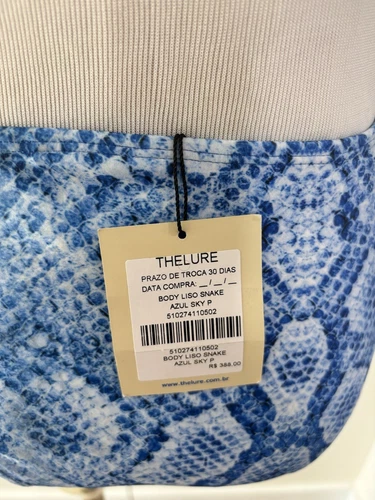 THELURE
PRAZO DE TROCA 30 DIAS
DATA COMPRA: __/__/__
BODY LISO SNAKE
AZUL SKY P
510274110502
510274110502
BODY LISO SNAKE
AZUL SKY P
R$ 388.00
www.thelure.com.br